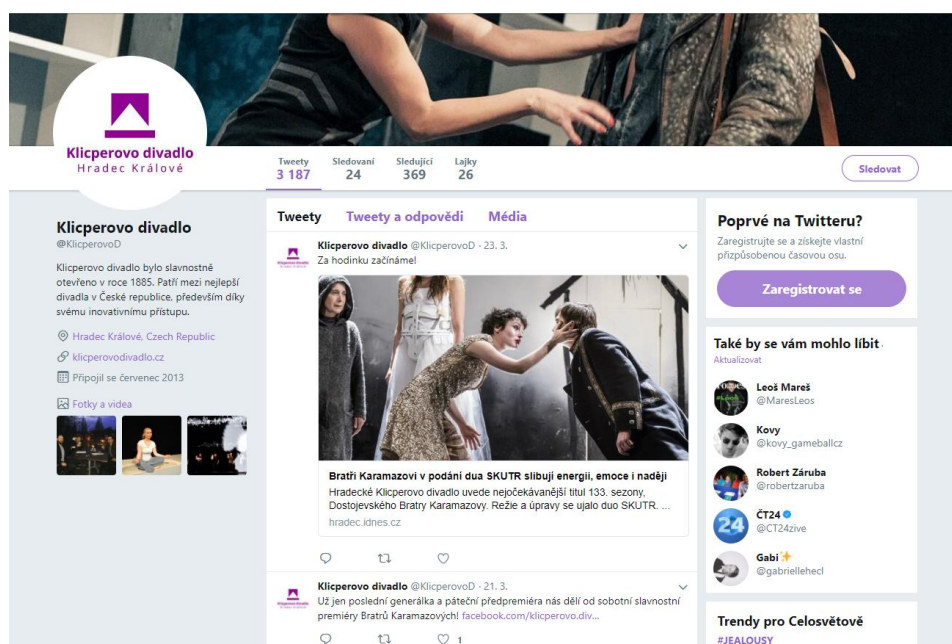 Klicperovo divadlo
Hradec Králové
Tweety
3 187
Sledovaní
24
Sledující
369
Lajky
26
Sledovat
Klicperovo divadlo
@KlicperovoD
Klicperovo divadlo bylo slavnostně
otevřeno v roce 1885. Patří mezi nejlepší
divadla v České republice, především díky
svému inovativnímu přístupu.
Hradec Králové, Czech Republic
klicperovodivadlo.cz
Připojil se červenec 2013
Fotky a videa
Tweety Tweety a odpovědi Média
Klicperovo divadlo @KlicperovoD · 23. 3.
Za hodinku začínáme!
Bratři Karamazovi v podání dua SKUTR slibují energii, emoce i naději
Hradecké Klicperovo divadlo uvede nejočekávanější titul 133. sezony,
Dostojevského Bratry Karamazovy. Režie a úpravy se ujalo duo SKUTR. ...
hradec.idnes.cz
Klicperovo divadlo @KlicperovoD · 21. 3.
Už jen poslední generálka a páteční předpremiéra nás dělí od sobotní slavnostní
premiéry Bratrů Karamazových! facebook.com/klicperovo.div...
1
Poprvé na Twitteru?
Zaregistrujte se a získejte vlastní
přizpůsobenou časovou osu.
Zaregistrovat se
Také by se vám mohlo líbit
Aktualizovat
Leoš Mareš
@MaresLeos
Kovy
@kovy_gameballcz
Robert Záruba
@robertzaruba
24
ČT24
@CT24zive
Gabi
@gabriellehecl
Trendy pro Celosvětově
#JEALOUSY